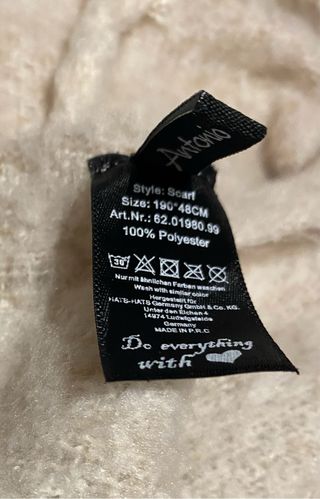 Antonio
Style: Scarf
Size: 190*48CM
Art.Nr.: 62.01980.99
100% Polyester
30°
Nur mit ähnlichen Farben waschen
Wash with similar color
Hergestellt für
HATS-HATS Germany GmbH & Co. KG.
Unter den Eichen 4
14974 Ludwigsfelde
Germany
MADE IN P.R.C
Do everything
with